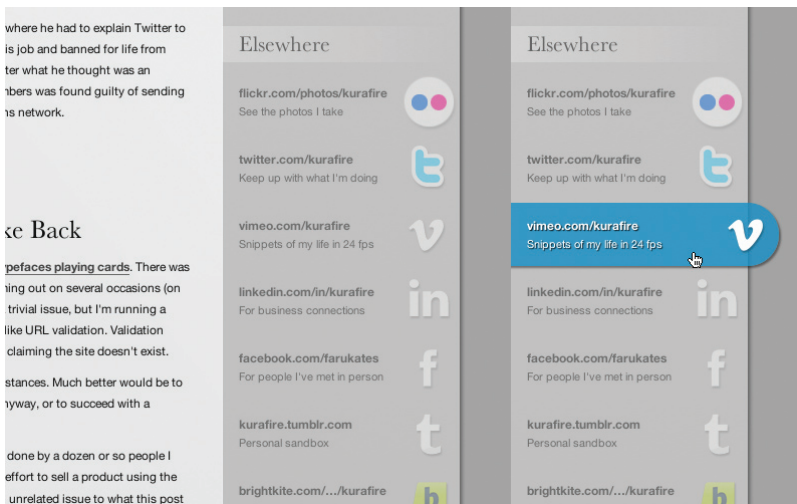 where he had to explain Twitter to
is job and banned for life from
ter what he thought was an
nbers was found guilty of sending
ns network.
ke Back
ypefaces playing cards. There was
ning out on several occasions (on
trivial issue, but I'm running a
like URL validation. Validation
claiming the site doesn't exist.
stances. Much better would be to
nyway, or to succeed with a
done by a dozen or so people I
effort to sell a product using the
unrelated issue to what this post
Elsewhere
flickr.com/photos/kurafire
See the photos I take
twitter.com/kurafire
Keep up with what I'm doing
t
vimeo.com/kurafire
Snippets of my life in 24 fps
v
linkedin.com/in/kurafire
For business connections
in
facebook.com/farukates
For people I've met in person
f
kurafire.tumblr.com
Personal sandbox
t
brightkite.com/.../kurafire
b
Elsewhere
flickr.com/photos/kurafire
See the photos I take
twitter.com/kurafire
Keep up with what I'm doing
t
vimeo.com/kurafire
Snippets of my life in 24 fps
v
linkedin.com/in/kurafire
For business connections
in
facebook.com/farukates
For people I've met in person
f
kurafire.tumblr.com
Personal sandbox
t
brightkite.com/.../kurafire
b